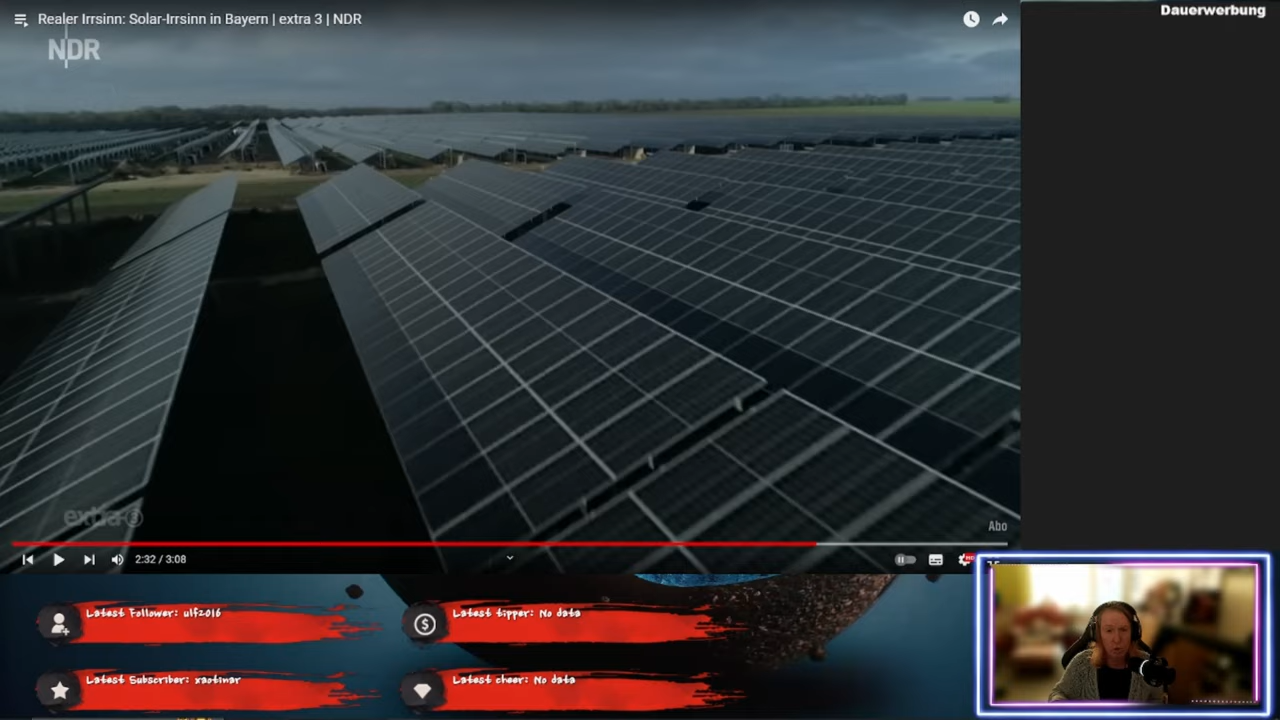 Realer Irrsinn: Solar-Irrsinn in Bayern | extra 3 | NDR
Dauerwerbung
NDR
extra 3
Abo
2:32 / 3:08
Latest Follower: ulf2016
Latest tipper: No data
Latest Subscriber: xaotinar
Latest cheer: No data